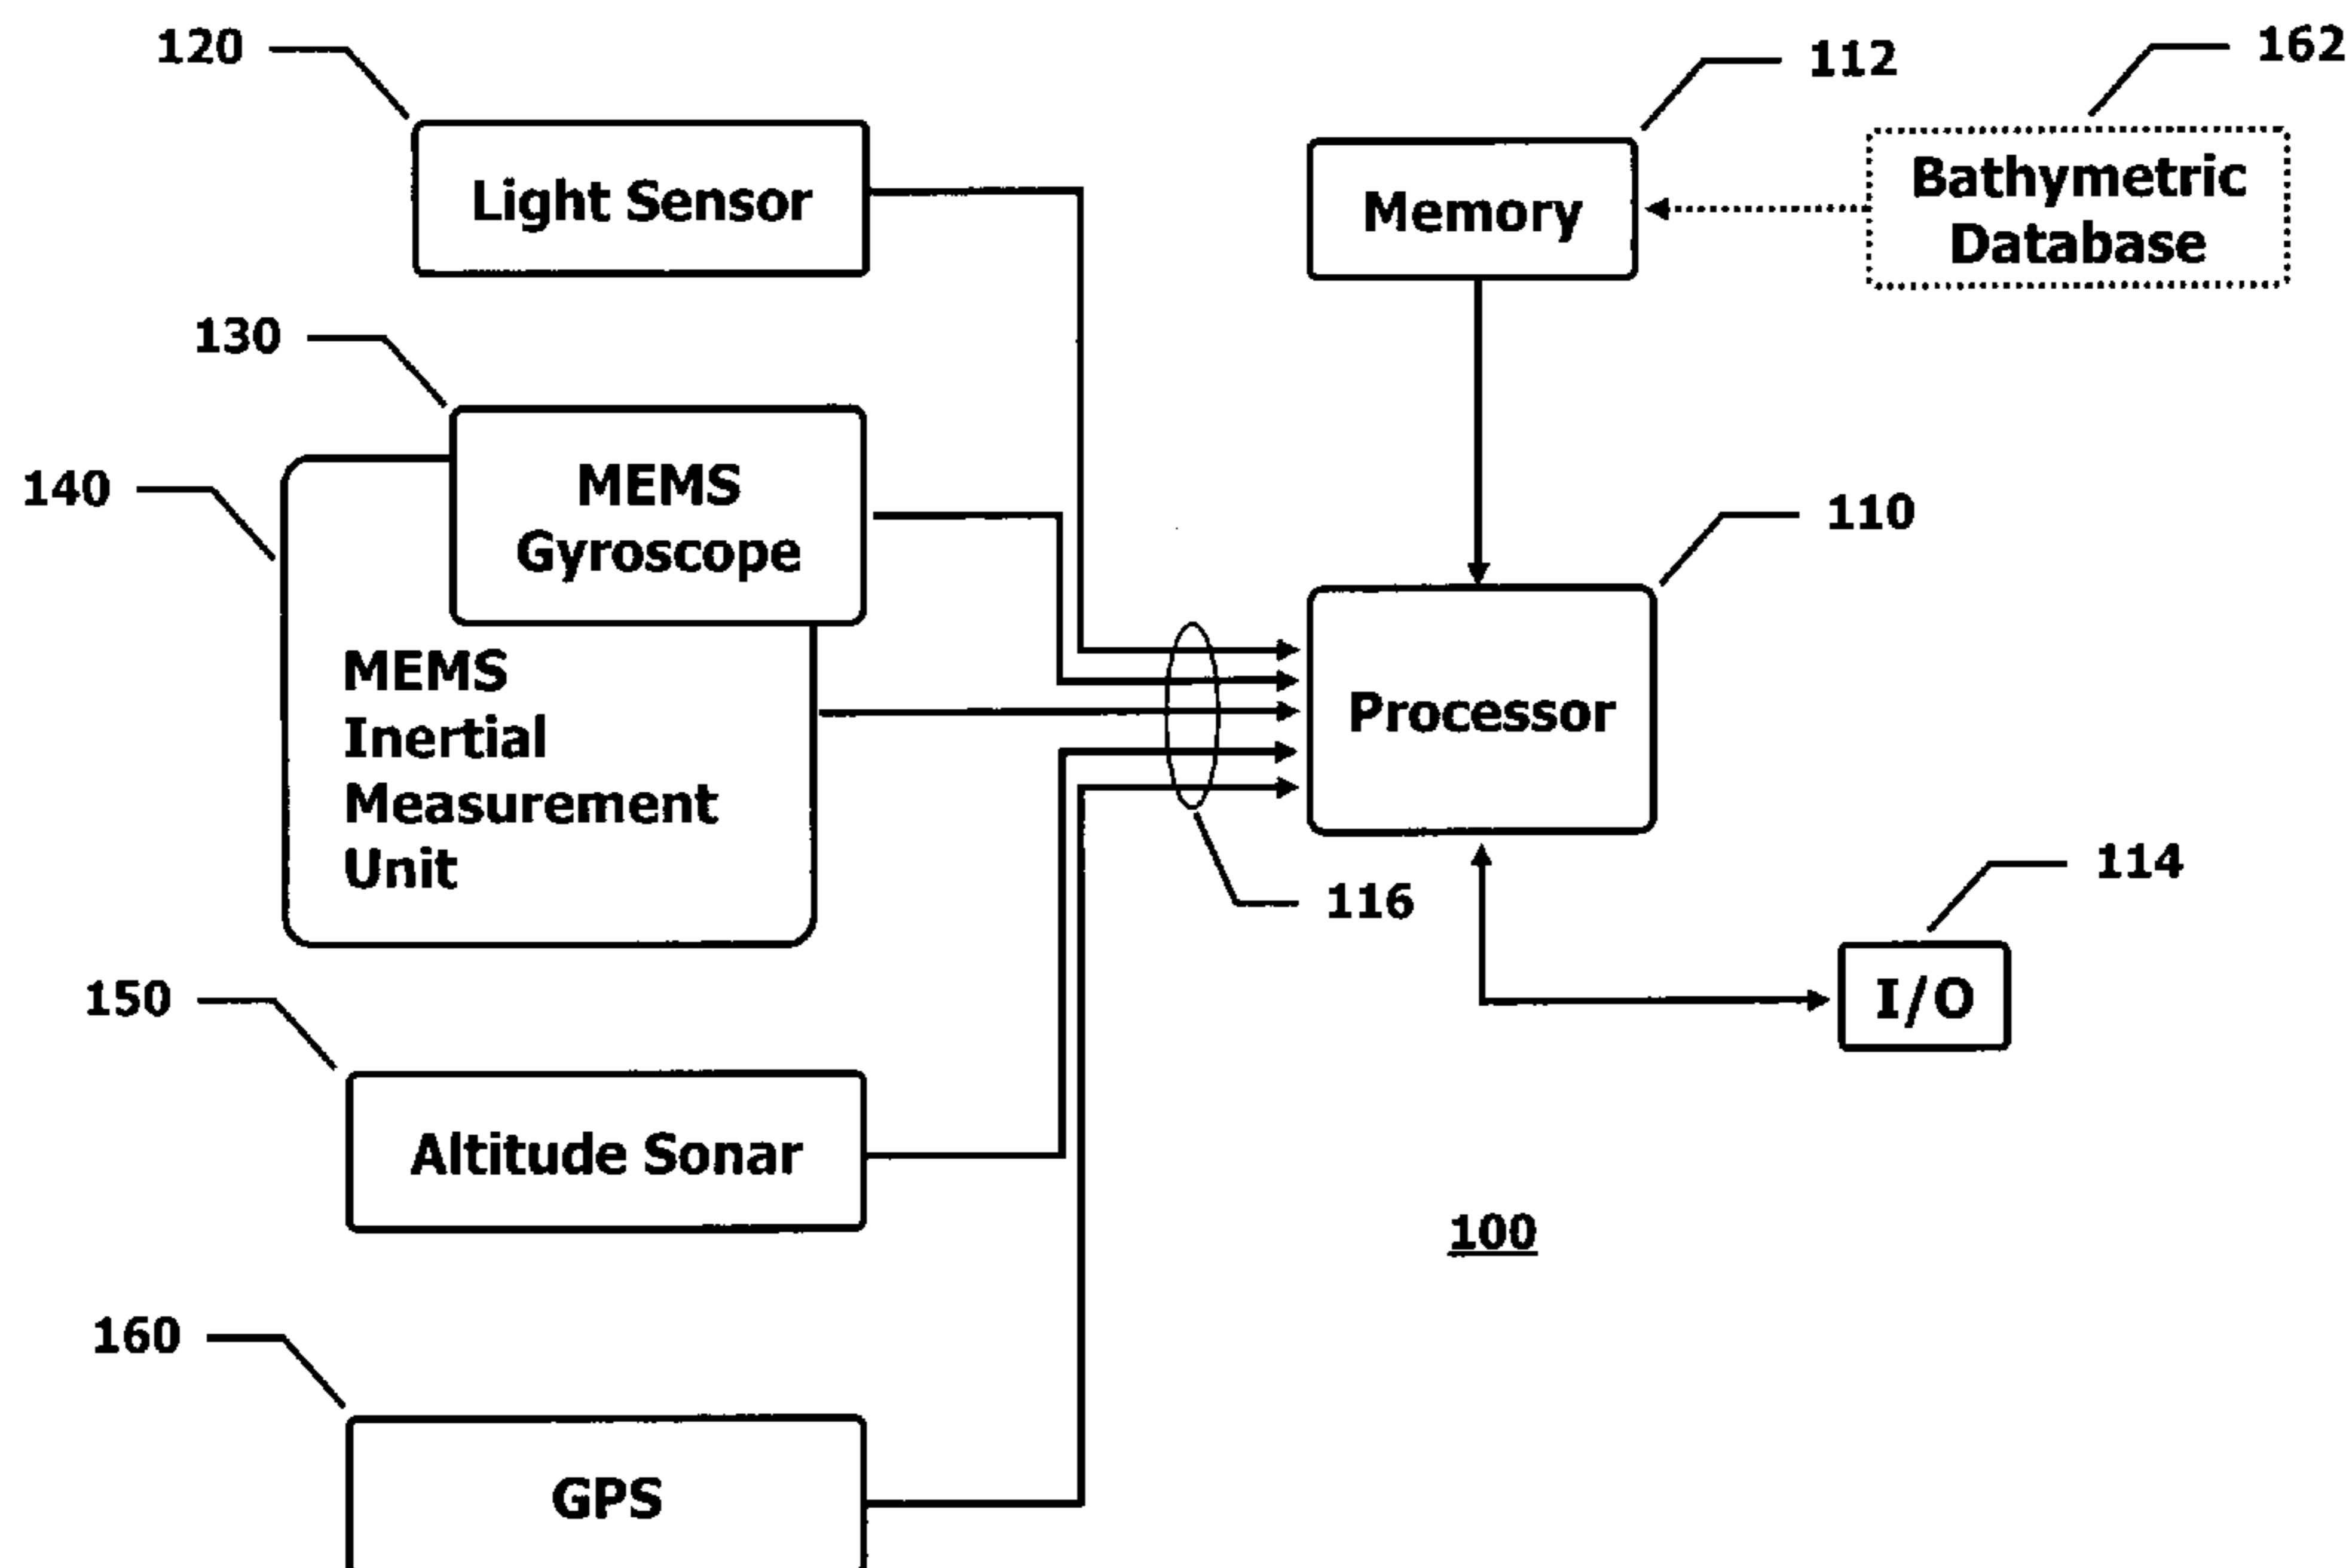 120
112
162
Light Sensor
Memory
Bathymetric
Database
130
140
MEMS
Gyroscope
110
MEMS
Inertial
Measurement
Unit
Processor
116
114
I/O
150
Altitude Sonar
100
160
GPS